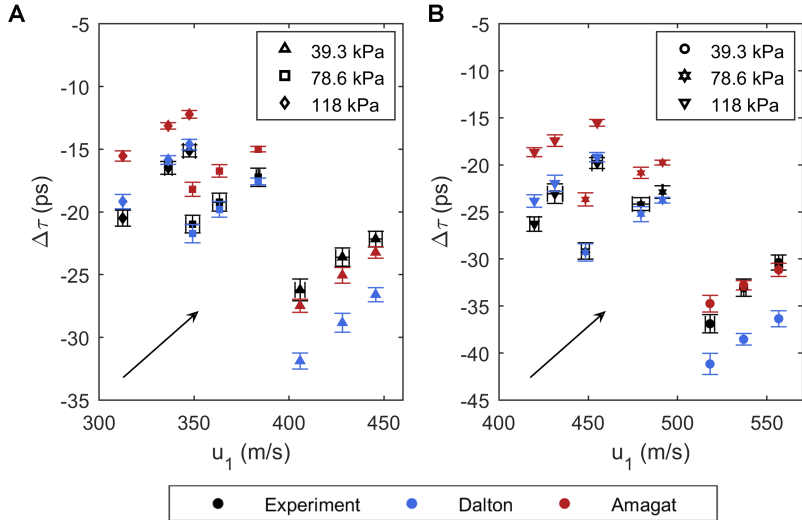 A
B
39.3 kPa
78.6 kPa
118 kPa
39.3 kPa
78.6 kPa
118 kPa
-5
-10
-15
-20
-25
-30
-35
Δτ (ps)
300
350
400
450
u1 (m/s)
-5
-10
-15
-20
-25
-30
-35
-40
-45
Δτ (ps)
400
450
500
550
u1 (m/s)
Experiment Dalton Amagat